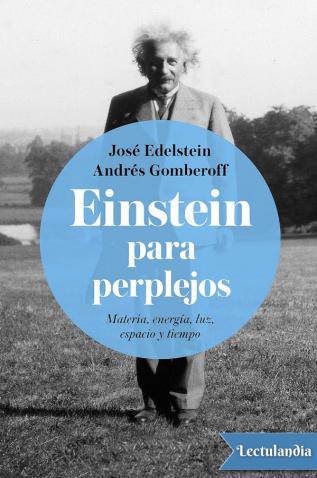 José Edelstein
Andrés Gomberoff
Einstein
para
perplejos
Materia, energía, luz,
espacio y tiempo
Lectulandia